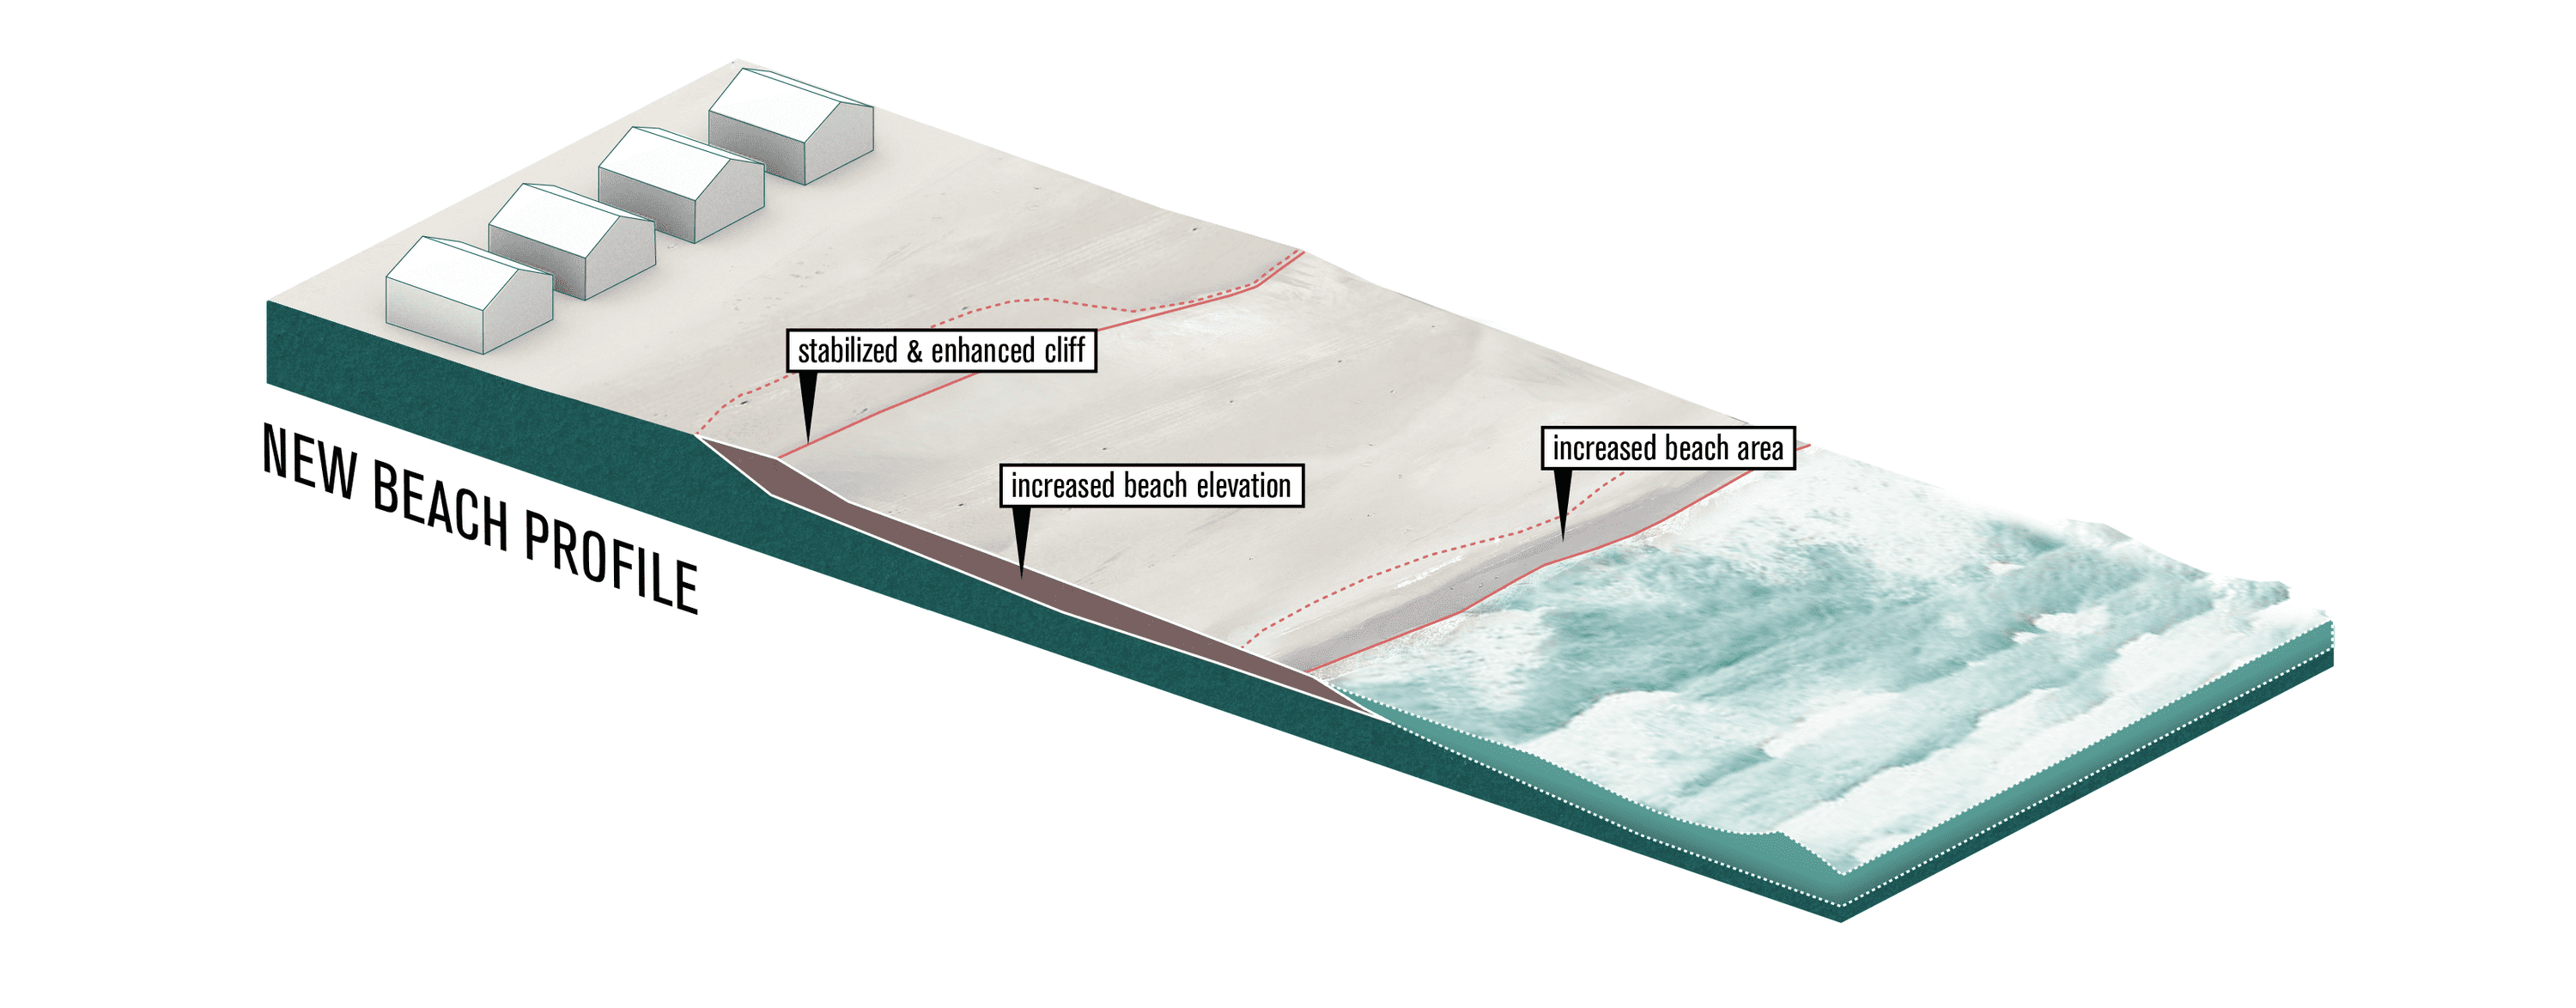 stabilized & enhanced cliff
increased beach area
increased beach elevation
NEW BEACH PROFILE